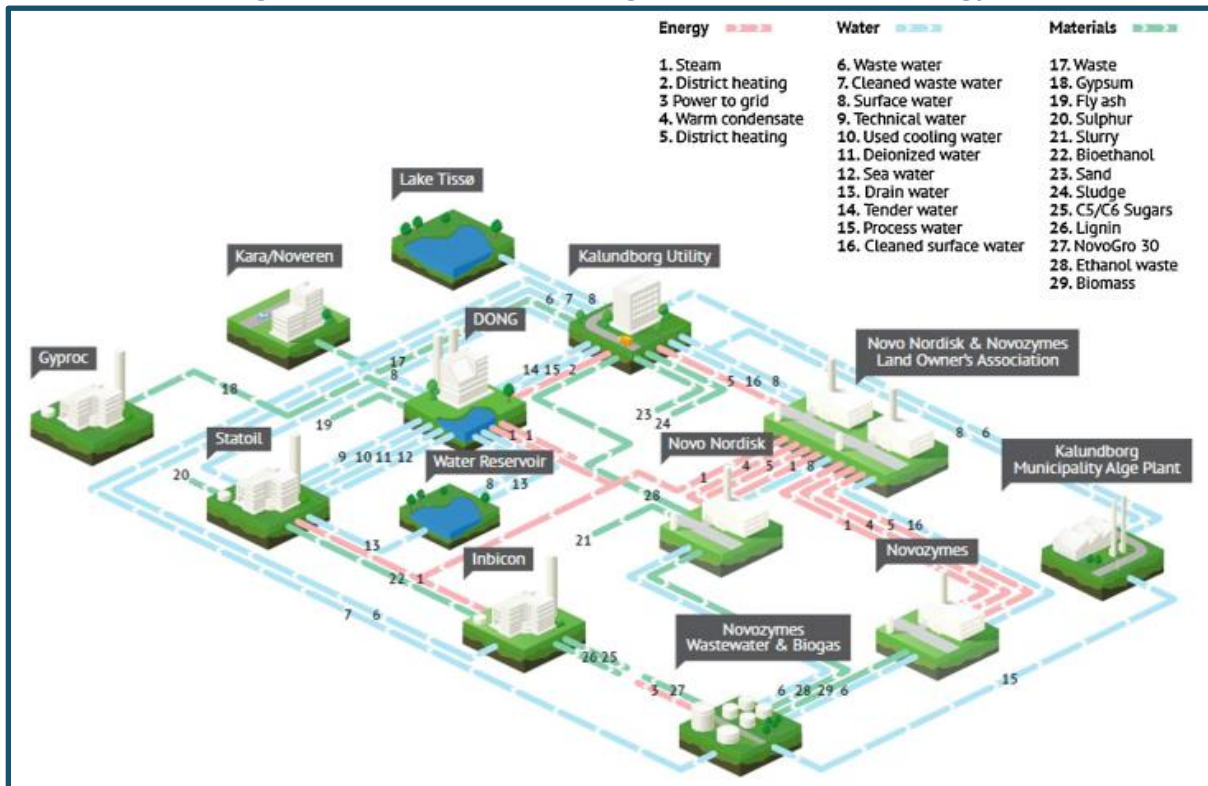 Energy
1. Steam
2. District heating
3 Power to grid
4. Warm condensate
5. District heating
Water
6. Waste water
7. Cleaned waste water
8. Surface water
9. Technical water
10. Used cooling water
11. Deionized water
12. Sea water
13. Drain water
14. Tender water
15. Process water
16. Cleaned surface water
Materials
17. Waste
18. Gypsum
19. Fly ash
20. Sulphur
21. Slurry
22. Bioethanol
23. Sand
24. Sludge
25. C5/C6 Sugars
26. Lignin
27. NovoGro 30
28. Ethanol waste
29. Biomass
Lake Tissø
Kara/Noveren
Kalundborg Utility
6 7 8
DONG
Gyproc
17
8
14 15 2
Novo Nordisk & Novozymes
Land Owner's Association
5 16 8
18
19
23
24
Statoil
1 1
Novo Nordisk
8 6
Kalundborg
Municipality Alge Plant
9 10 11 12
Water Reservoir
1 4 5 1 8
20
8 13
28
21
1 4 5 16
13
Inbicon
Novozymes
22 1
7 6
Novozymes
Wastewater & Biogas
26 25
3 27
6 28 29 6
15